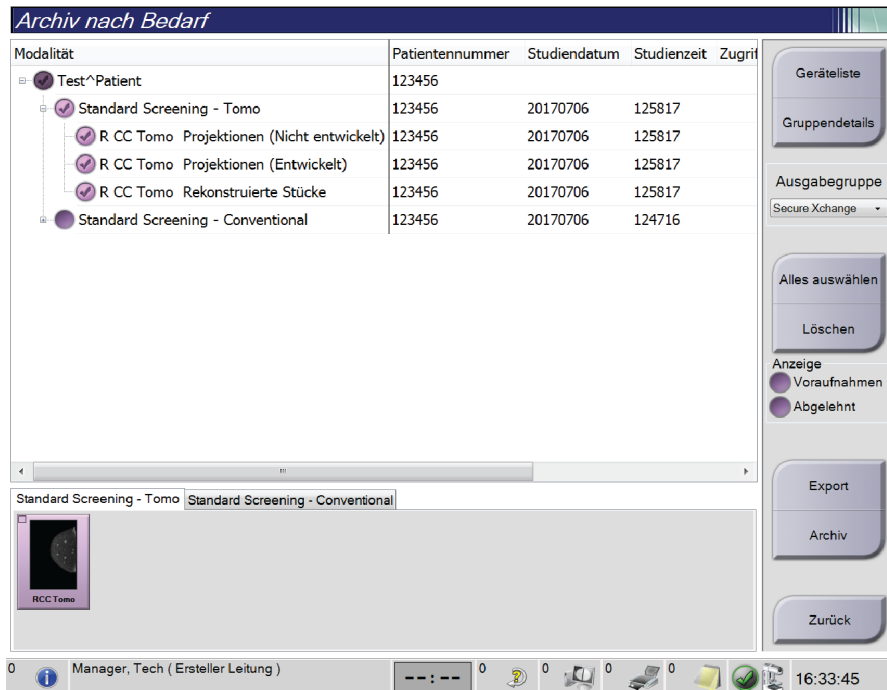 Archiv nach Bedarf
Modalität Patientennummer Studiendatum Studienzeit Zugrif
Test^Patient 123456
Standard Screening - Tomo 123456 20170706 125817
R CC Tomo Projektionen (Nicht entwickelt) 123456 20170706 125817
R CC Tomo Projektionen (Entwickelt) 123456 20170706 125817
R CC Tomo Rekonstruierte Stücke 123456 20170706 125817
Standard Screening - Conventional 123456 20170706 124716
Geräteliste
Gruppendetails
Ausgabegruppe
Secure Xchange
Alles auswählen
Löschen
Anzeige
Voraufnahmen
Abgelehnt
Export
Archiv
Zurück
Standard Screening - Tomo Standard Screening - Conventional
RCC Tomo
0 Manager, Tech ( Ersteller Leitung ) --:-- 0 0 0 0 16:33:45